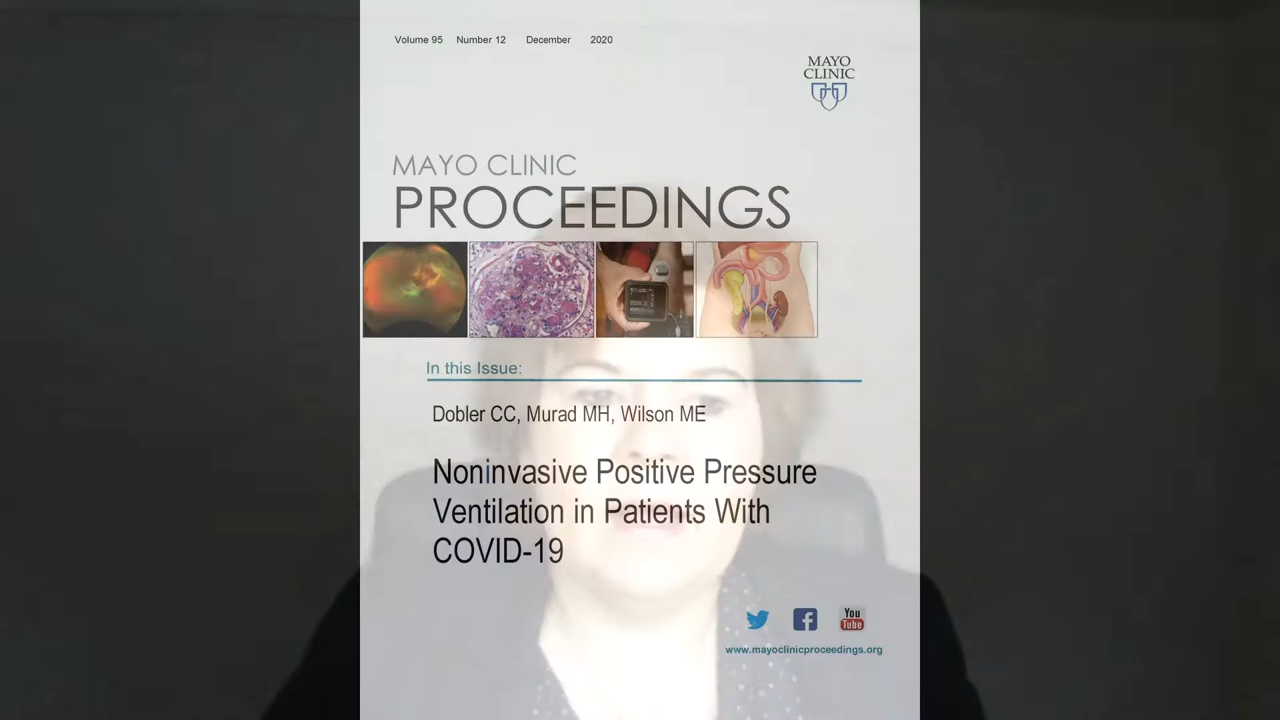 Volume 95 Number 12 December 2020
MAYO
CLINIC
MAYO CLINIC
PROCEEDINGS
In this Issue:
Dobler CC, Murad MH, Wilson ME
Noninvasive Positive Pressure
Ventilation in Patients With
COVID-19
You
Tube
www.mayoclinicproceedings.org